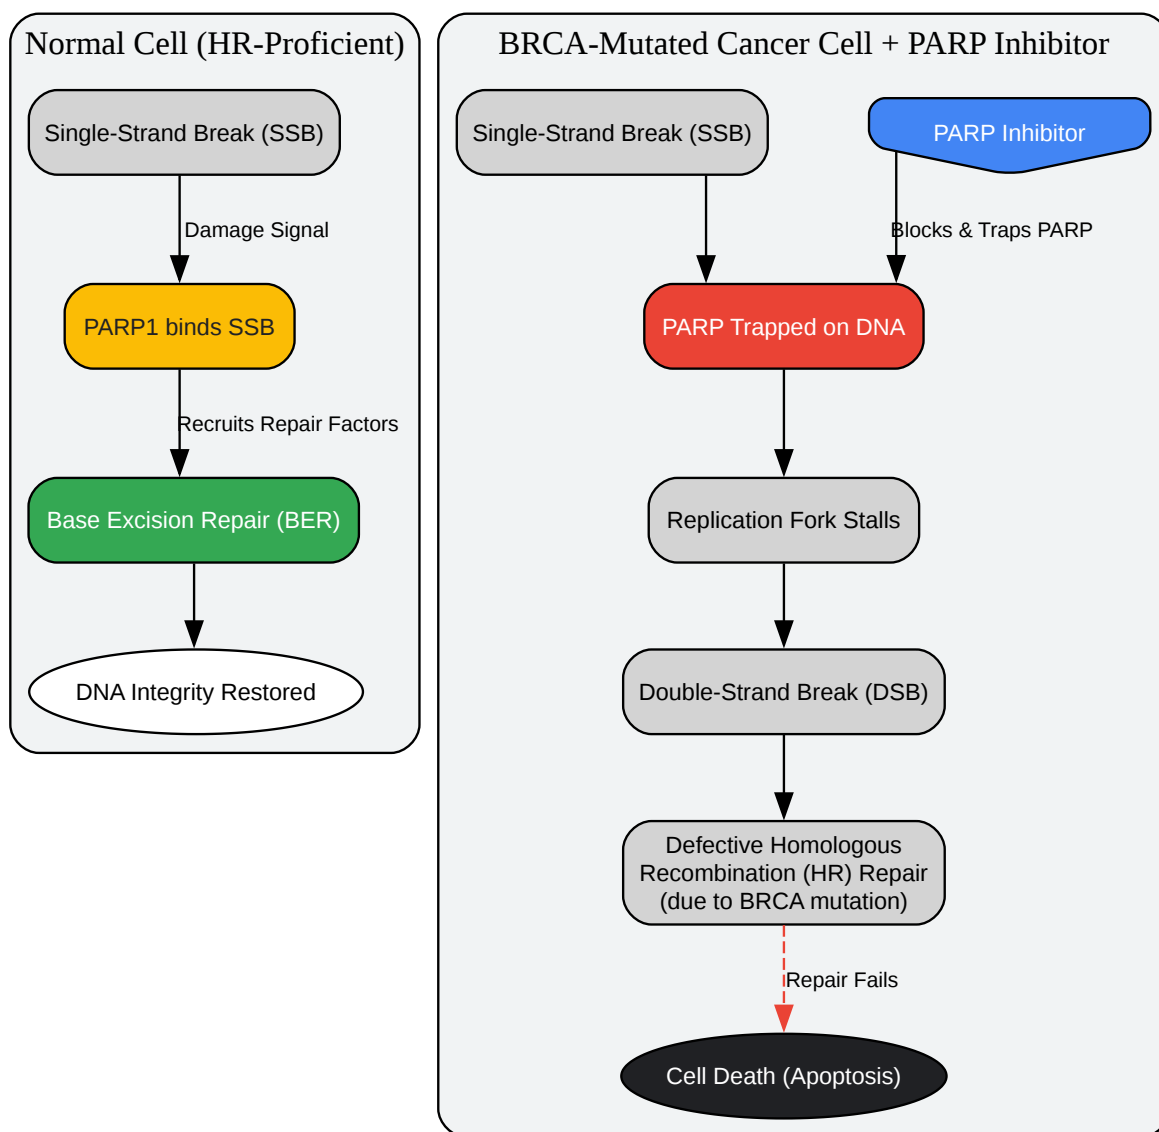 Normal Cell (HR-Proficient)
Single-Strand Break (SSB)
Damage Signal
PARP1 binds SSB
Recruits Repair Factors
Base Excision Repair (BER)
DNA Integrity Restored
BRCA-Mutated Cancer Cell + PARP Inhibitor
Single-Strand Break (SSB)
PARP Inhibitor
Blocks & Traps PARP
PARP Trapped on DNA
Replication Fork Stalls
Double-Strand Break (DSB)
Defective Homologous
Recombination (HR) Repair
(due to BRCA mutation)
Repair Fails
Cell Death (Apoptosis)